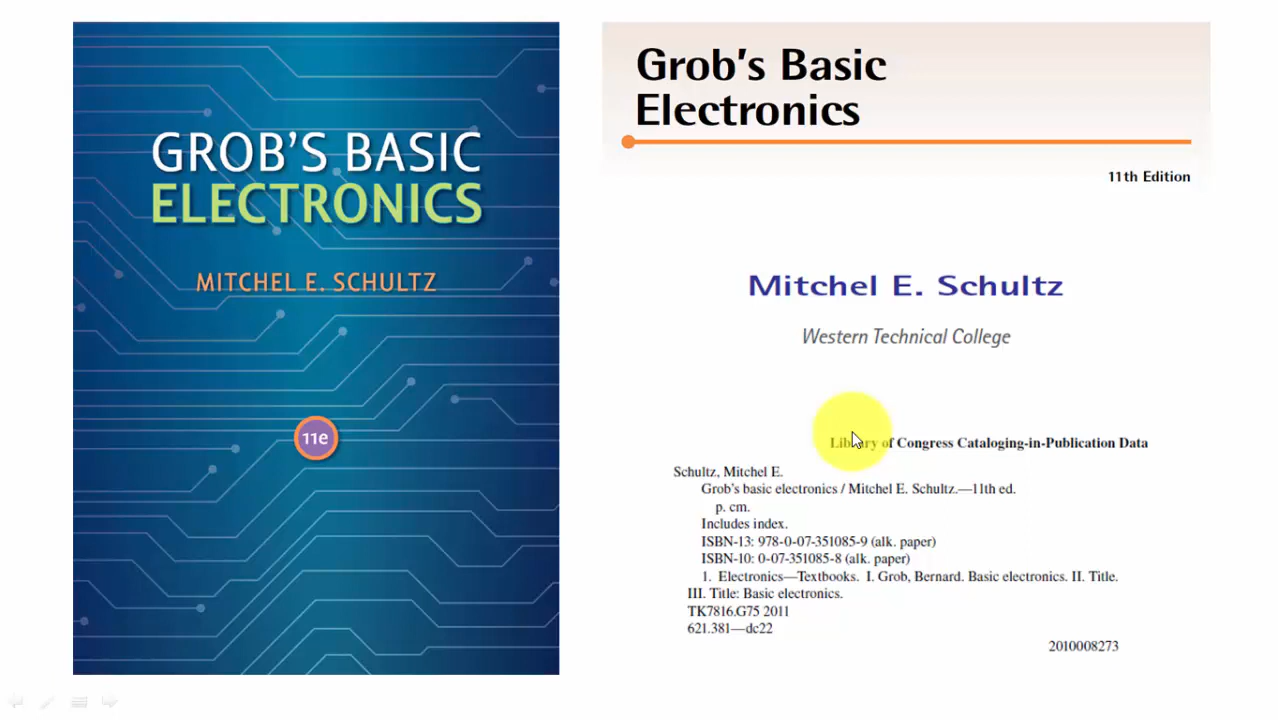 GROB'S BASIC
ELECTRONICS
MITCHEL E. SCHULTZ
11e
Grob's Basic
Electronics
11th Edition
Mitchel E. Schultz
Western Technical College
Library of Congress Cataloging-in-Publication Data
Schultz, Mitchel E.
Grob's basic electronics / Mitchel E. Schultz.—11th ed.
p. cm.
Includes index.
ISBN-13: 978-0-07-351085-9 (alk. paper)
ISBN-10: 0-07-351085-8 (alk. paper)
1. Electronics—Textbooks. I. Grob, Bernard. Basic electronics. II. Title.
III. Title: Basic electronics.
TK7816.G75 2011
621.381—dc22
2010008273